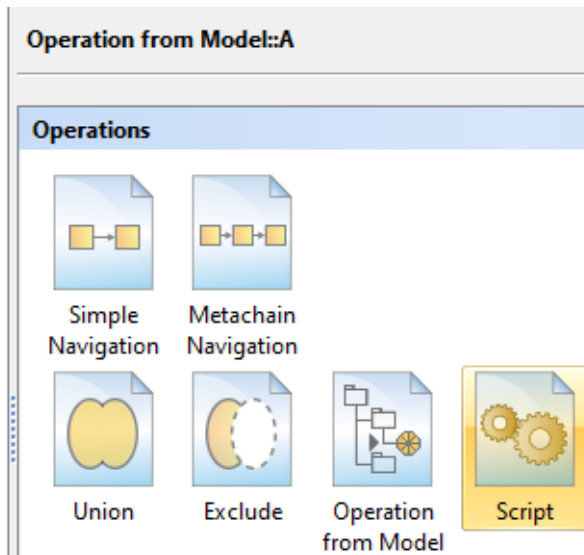 Operation from Model::A
Operations
Simple
Navigation
Metachain
Navigation
Union
Exclude
Operation
from Model
Script